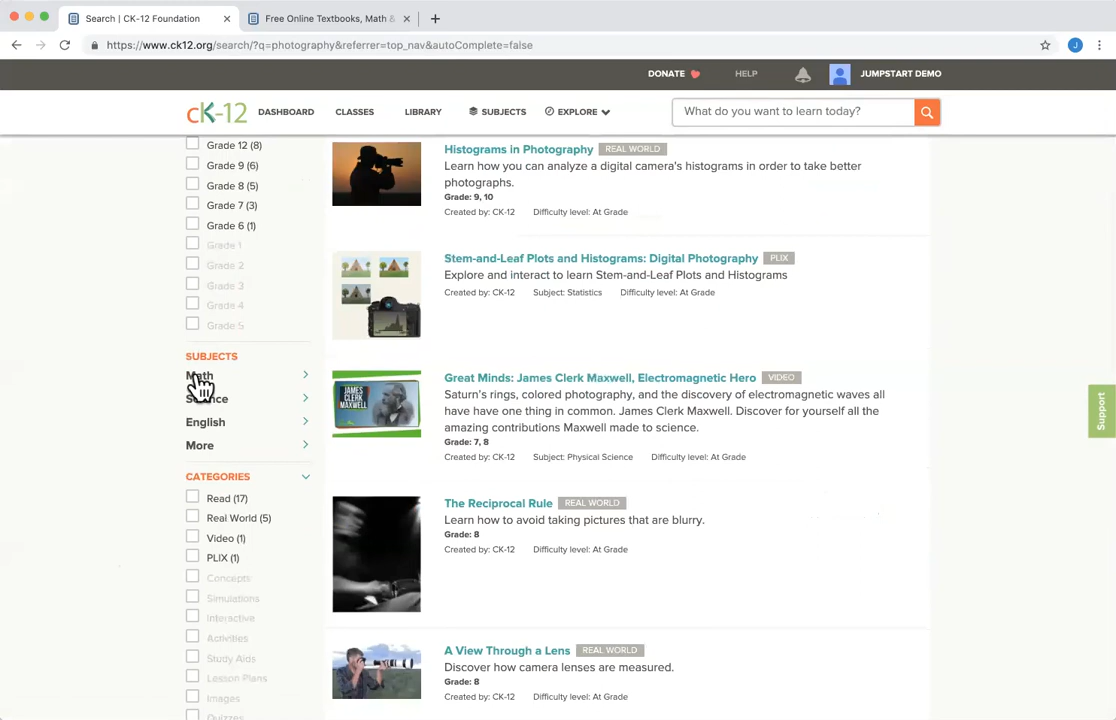 Search | CK-12 Foundation
Free Online Textbooks, Math &
https://www.ck12.org/search/?q=photography&referrer=top_nav&autoComplete=false
DONATE
HELP
JUMPSTART DEMO
cK-12
DASHBOARD
CLASSES
LIBRARY
SUBJECTS
EXPLORE
What do you want to learn today?
Grade 12 (8)
Grade 9 (6)
Grade 8 (5)
Grade 7 (3)
Grade 6 (1)
Grade 1
Grade 2
Grade 3
Grade 4
Grade 5
SUBJECTS
Math
Science
English
More
CATEGORIES
Read (17)
Real World (5)
Video (1)
PLIX (1)
Concepts
Simulations
Interactive
Activities
Study Aids
Lesson Plans
Images
Quizzes
Histograms in Photography REAL WORLD
Learn how you can analyze a digital camera's histograms in order to take better
photographs.
Grade: 9, 10
Created by: CK-12 Difficulty level: At Grade
Stem-and-Leaf Plots and Histograms: Digital Photography PLIX
Explore and interact to learn Stem-and-Leaf Plots and Histograms
Created by: CK-12 Subject: Statistics Difficulty level: At Grade
JAMES
CLERK
MAXWELL
Great Minds: James Clerk Maxwell, Electromagnetic Hero VIDEO
Saturn's rings, colored photography, and the discovery of electromagnetic waves all
have have one thing in common. James Clerk Maxwell. Discover for yourself all the
amazing contributions Maxwell made to science.
Grade: 7, 8
Created by: CK-12 Subject: Physical Science Difficulty level: At Grade
The Reciprocal Rule REAL WORLD
Learn how to avoid taking pictures that are blurry.
Grade: 8
Created by: CK-12 Difficulty level: At Grade
A View Through a Lens REAL WORLD
Discover how camera lenses are measured.
Grade: 8
Created by: CK-12 Difficulty level: At Grade
Support
J